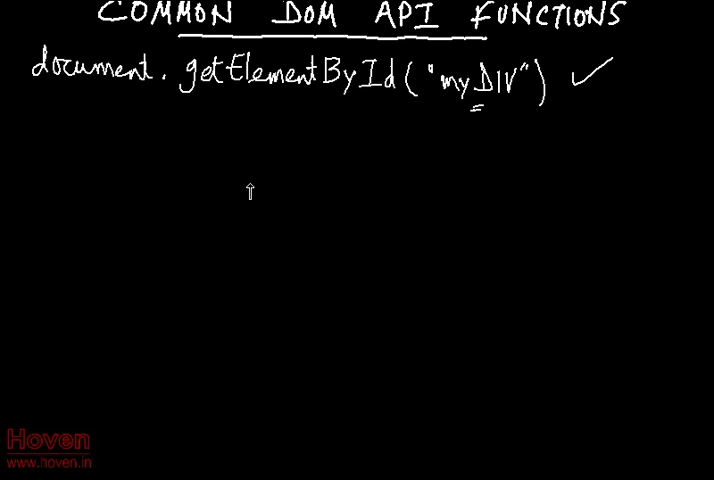 COMMON DOM API FUNCTIONS
document.getElementById("myDIV")
Hoven
www.hoven.in